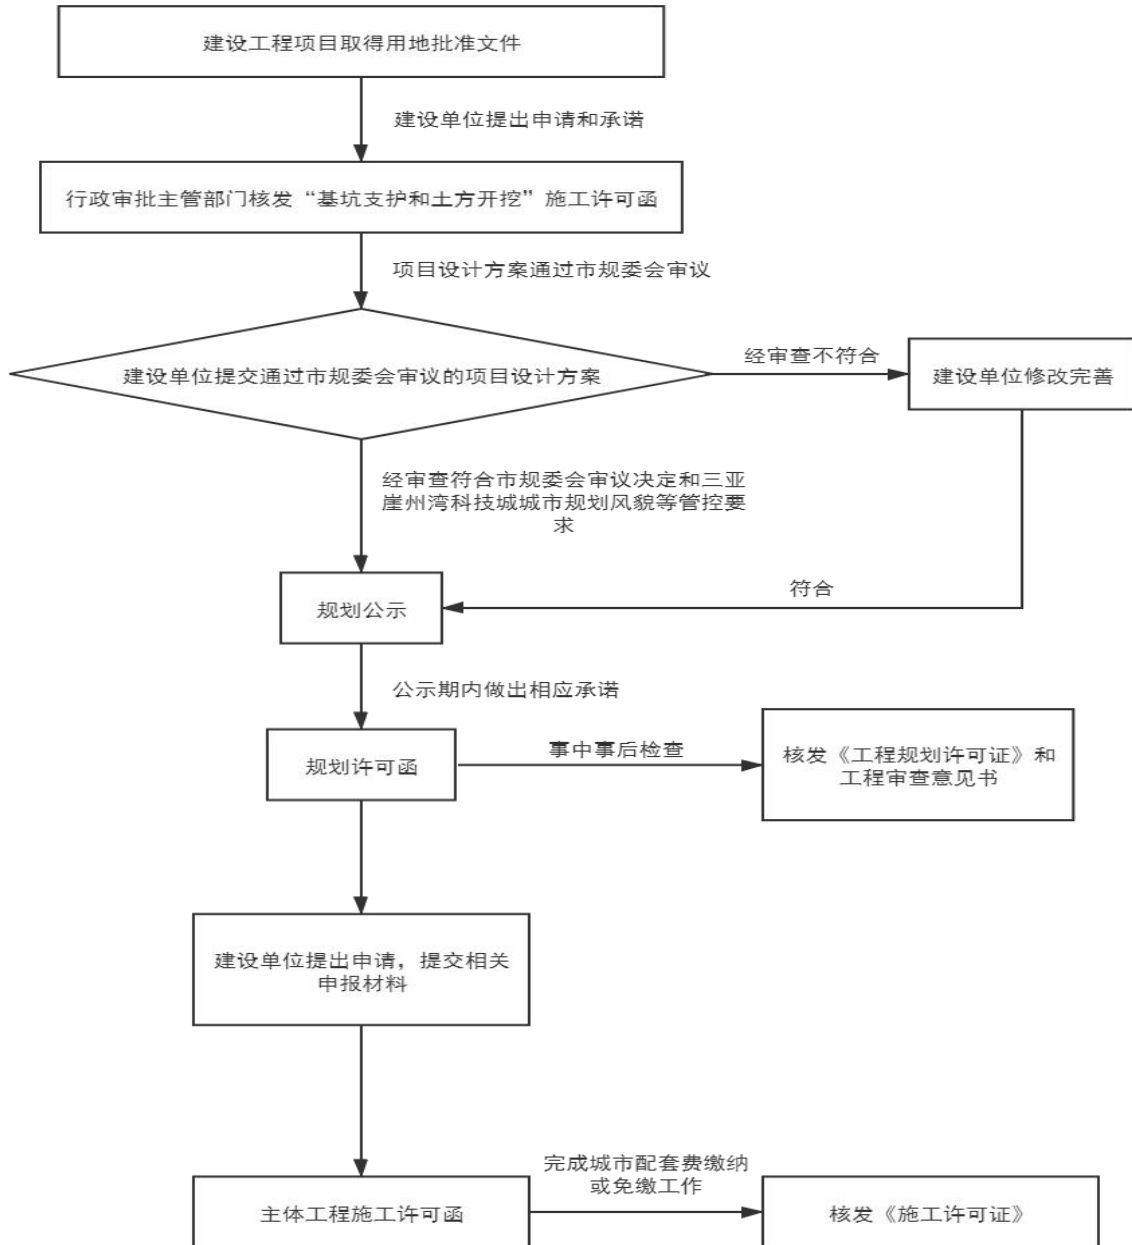 建设工程项目取得用地批准文件
建设单位提出申请和承诺
行政审批主管部门核发“基坑支护和土方开挖”施工许可函
项目设计方案通过市规委会审议
建设单位提交通过市规委会审议的项目设计方案
经审查不符合
建设单位修改完善
经审查符合市规委会审议决定和三亚
崖州湾科技城城市规划风貌等管控要
求
符合
规划公示
公示期内做出相应承诺
规划许可函
事中事后检查
核发《工程规划许可证》和
工程审查意见书
建设单位提出申请，提交相关
申报材料
主体工程施工许可函
完成城市配套费缴纳
或免缴工作
核发《施工许可证》